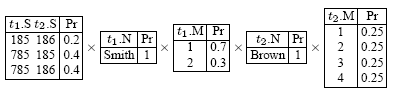 t₁.S t₂.S Pr
185 186 0.2
785 185 0.4
785 186 0.4
×
t₁.N Pr
Smith 1
×
t₁.M Pr
1 0.7
2 0.3
×
t₂.N Pr
Brown 1
×
t₂.M Pr
1 0.25
2 0.25
3 0.25
4 0.25